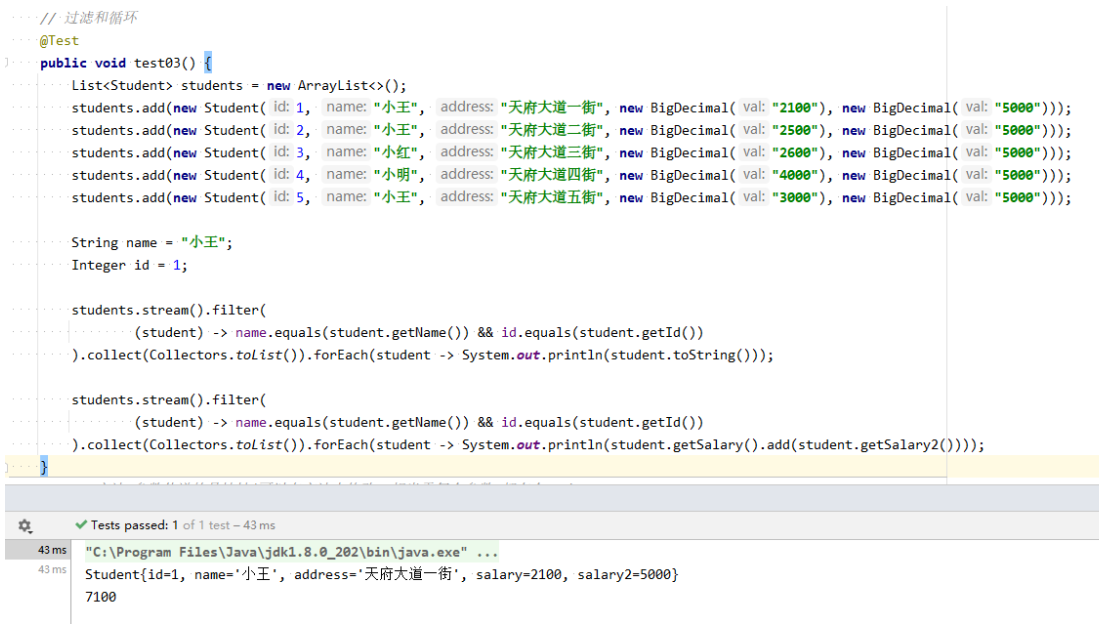 // 过滤和循环
@Test
public void test03() {
List<Student> students = new ArrayList<>();
students.add(new Student( id: 1, name: "小王", address: "天府大道一街", new BigDecimal( val: "2100"), new BigDecimal( val: "5000")));
students.add(new Student( id: 2, name: "小王", address: "天府大道二街", new BigDecimal( val: "2500"), new BigDecimal( val: "5000")));
students.add(new Student( id: 3, name: "小红", address: "天府大道三街", new BigDecimal( val: "2600"), new BigDecimal( val: "5000")));
students.add(new Student( id: 4, name: "小明", address: "天府大道四街", new BigDecimal( val: "4000"), new BigDecimal( val: "5000")));
students.add(new Student( id: 5, name: "小王", address: "天府大道五街", new BigDecimal( val: "3000"), new BigDecimal( val: "5000")));
String name = "小王";
Integer id = 1;
students.stream().filter(
(student) -> name.equals(student.getName()) && id.equals(student.getId())
).collect(Collectors.toList()).forEach(student -> System.out.println(student.toString()));
students.stream().filter(
(student) -> name.equals(student.getName()) && id.equals(student.getId())
).collect(Collectors.toList()).forEach(student -> System.out.println(student.getSalary().add(student.getSalary2())));
}
Tests passed: 1 of 1 test – 43 ms
43 ms "C:\Program Files\Java\jdk1.8.0_202\bin\java.exe" ...
43 ms Student{id=1, name='小王', address='天府大道一街', salary=2100, salary2=5000}
7100